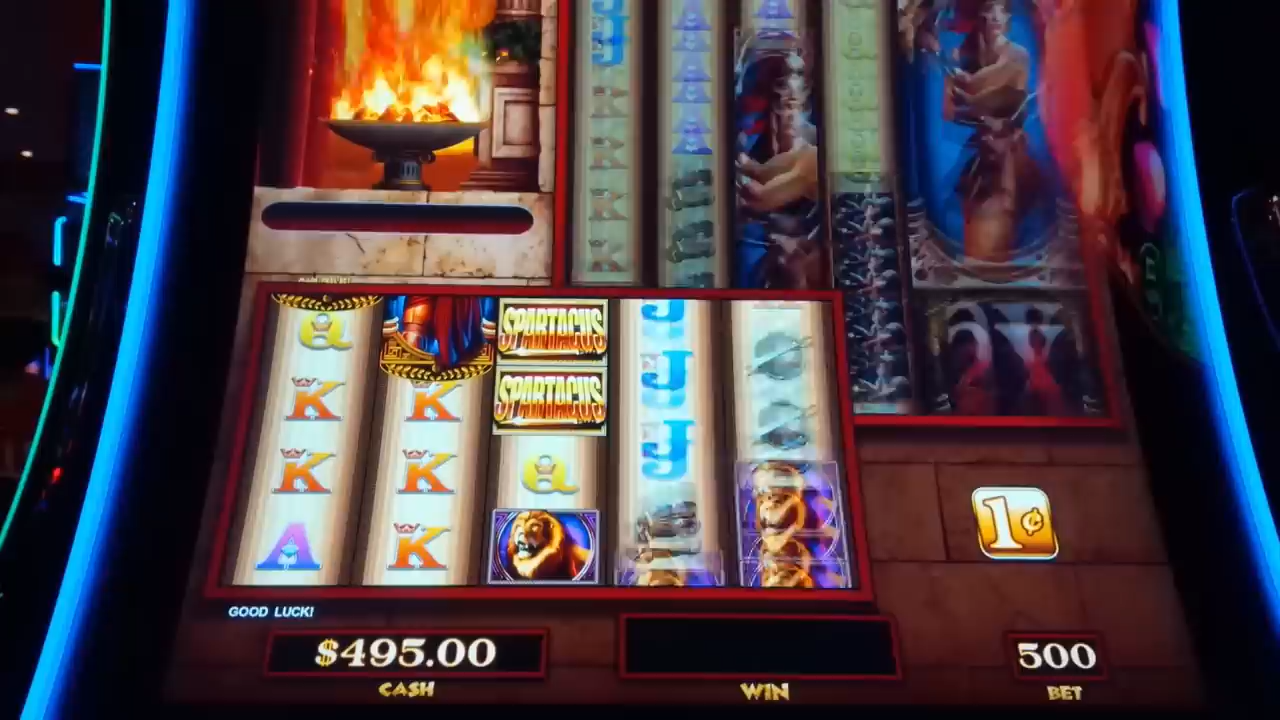 SPARTACUS
SPARTACUS
Q
K K
K K Q
A K
J
J
J
1¢
GOOD LUCK!
$495.00
500
CASH
WIN
BET